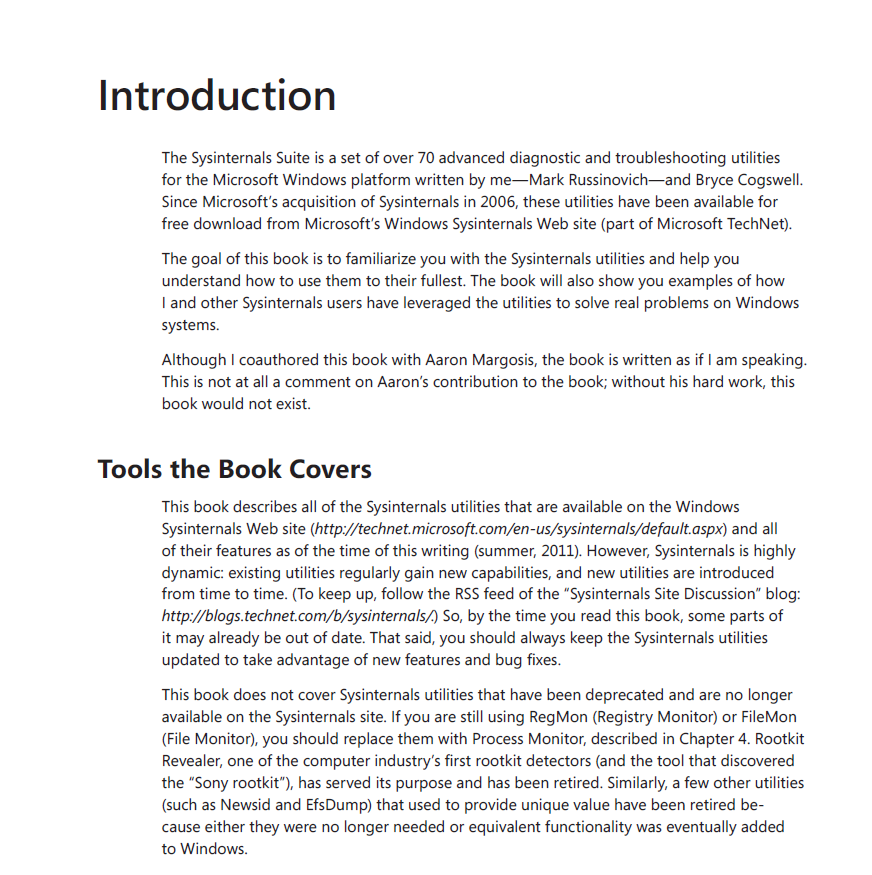 Introduction
The Sysinternals Suite is a set of over 70 advanced diagnostic and troubleshooting utilities
for the Microsoft Windows platform written by me—Mark Russinovich—and Bryce Cogswell.
Since Microsoft’s acquisition of Sysinternals in 2006, these utilities have been available for
free download from Microsoft’s Windows Sysinternals Web site (part of Microsoft TechNet).
The goal of this book is to familiarize you with the Sysinternals utilities and help you
understand how to use them to their fullest. The book will also show you examples of how
I and other Sysinternals users have leveraged the utilities to solve real problems on Windows
systems.
Although I coauthored this book with Aaron Margosis, the book is written as if I am speaking.
This is not at all a comment on Aaron’s contribution to the book; without his hard work, this
book would not exist.
Tools the Book Covers
This book describes all of the Sysinternals utilities that are available on the Windows
Sysinternals Web site (http://technet.microsoft.com/en-us/sysinternals/default.aspx) and all
of their features as of the time of this writing (summer, 2011). However, Sysinternals is highly
dynamic: existing utilities regularly gain new capabilities, and new utilities are introduced
from time to time. (To keep up, follow the RSS feed of the “Sysinternals Site Discussion” blog:
http://blogs.technet.com/b/sysinternals/.) So, by the time you read this book, some parts of
it may already be out of date. That said, you should always keep the Sysinternals utilities
updated to take advantage of new features and bug fixes.
This book does not cover Sysinternals utilities that have been deprecated and are no longer
available on the Sysinternals site. If you are still using RegMon (Registry Monitor) or FileMon
(File Monitor), you should replace them with Process Monitor, described in Chapter 4. Rootkit
Revealer, one of the computer industry’s first rootkit detectors (and the tool that discovered
the “Sony rootkit”), has served its purpose and has been retired. Similarly, a few other utilities
(such as Newsid and EfsDump) that used to provide unique value have been retired be-
cause either they were no longer needed or equivalent functionality was eventually added
to Windows.